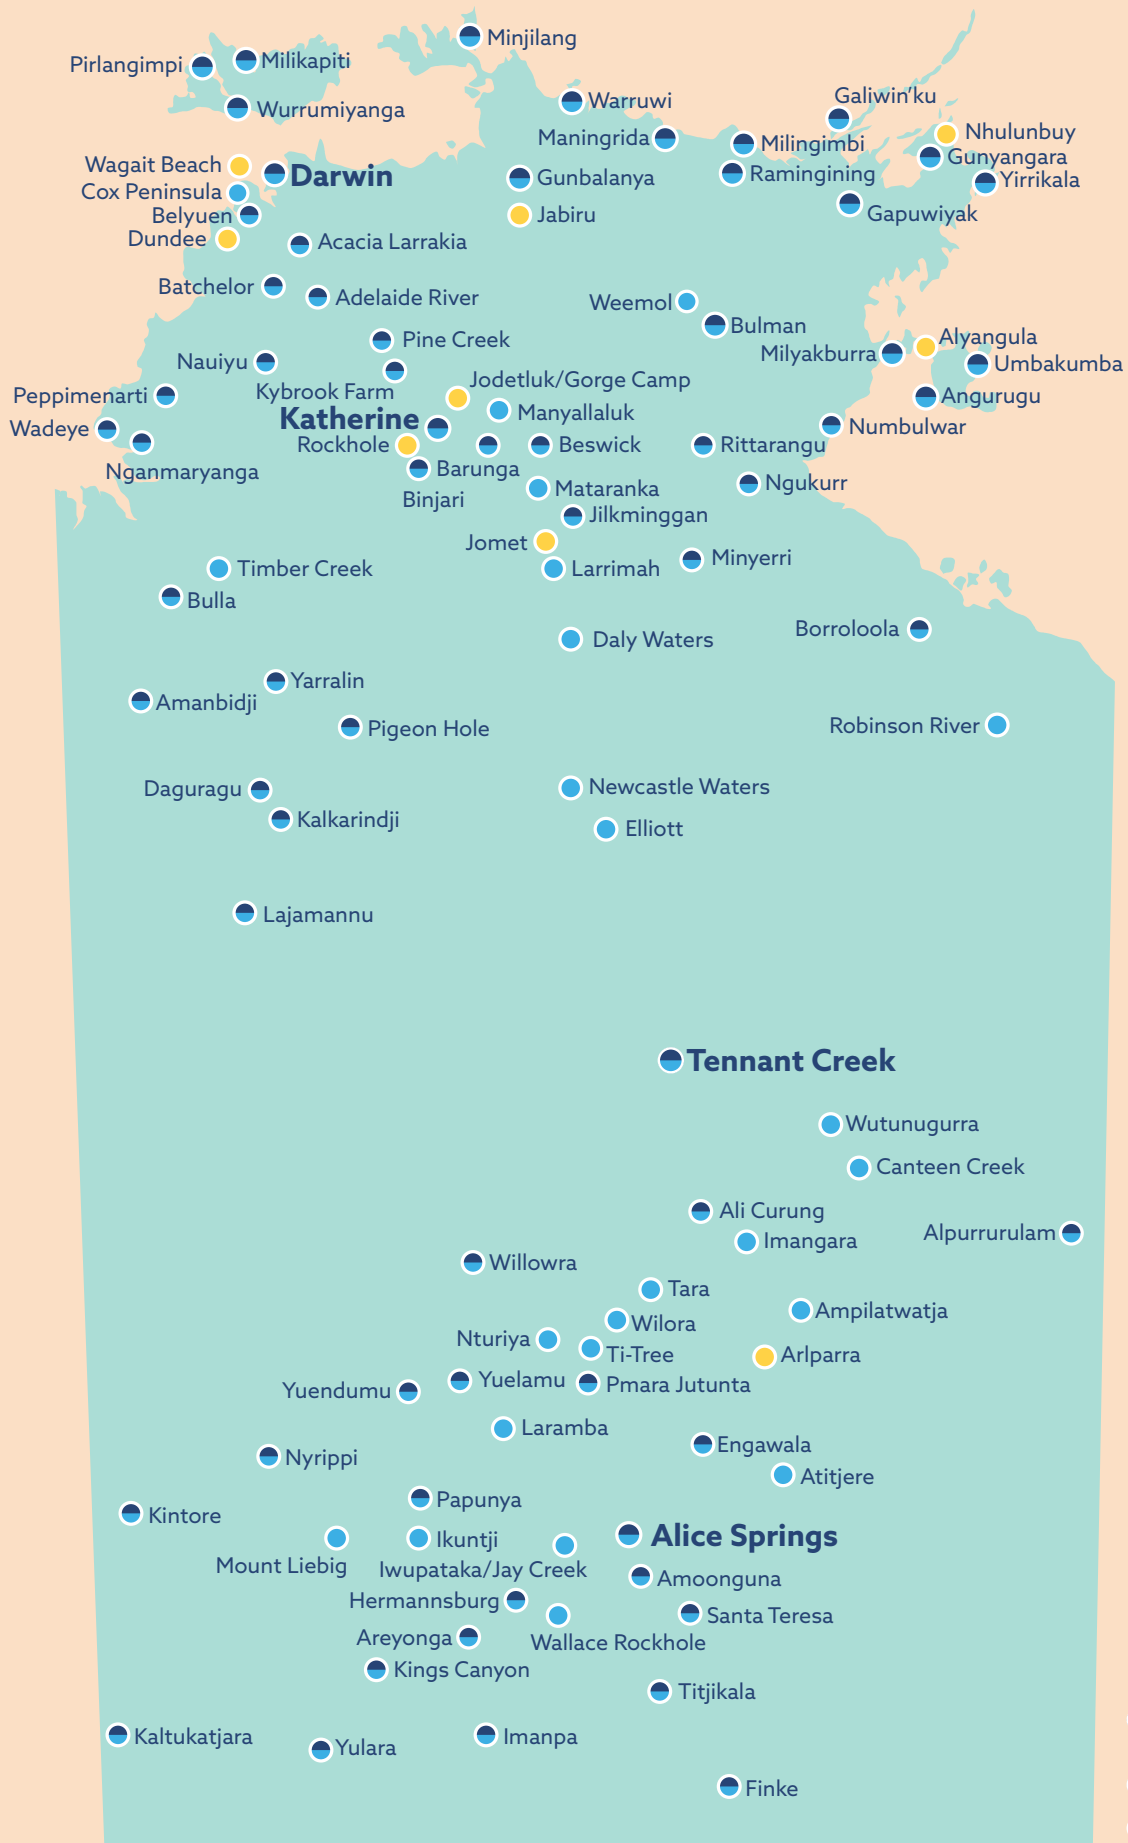 Minjilang
Pirlangimpi
Milikapiti
Wurrumiyanga
Warruwi
Galiwin'ku
Maningrida
Milingimbi
Nhulunbuy
Gunyangara
Wagait Beach
Darwin
Gunbalanya
Ramingining
Yirrikala
Cox Peninsula
Belyuen
Jabiru
Gapuwiyak
Dundee
Acacia Larrakia
Batchelor
Adelaide River
Weemol
Bulman
Pine Creek
Alyangula
Milyakburra
Nauiyu
Umbakumba
Kybrook Farm
Jodetluk/Gorge Camp
Peppimenarti
Angurugu
Katherine
Manyallaluk
Wadeye
Numbulwar
Rockhole
Beswick
Rittarangu
Nganmaryanga
Barunga
Binjari
Mataranka
Ngukurr
Jilkminggan
Jomet
Minyerri
Timber Creek
Larrimah
Bulla
Borroloola
Daly Waters
Yarralin
Amanbidji
Pigeon Hole
Robinson River
Daguragu
Newcastle Waters
Kalkarindji
Elliott
Lajamannu
Tennant Creek
Wutunugurra
Canteen Creek
Ali Curung
Alpurrurulam
Imangara
Willowra
Tara
Ampilatwatja
Wilora
Nturiya
Ti-Tree
Arlparra
Yuelamu
Pmara Jutunta
Yuendumu
Laramba
Engawala
Nyrippi
Atitjere
Papunya
Kintore
Ikuntji
Alice Springs
Mount Liebig
Iwupataka/Jay Creek
Amoonguna
Hermannsburg
Santa Teresa
Areyonga
Wallace Rockhole
Kings Canyon
Titjikala
Kaltukatjara
Yulara
Imanpa
Finke